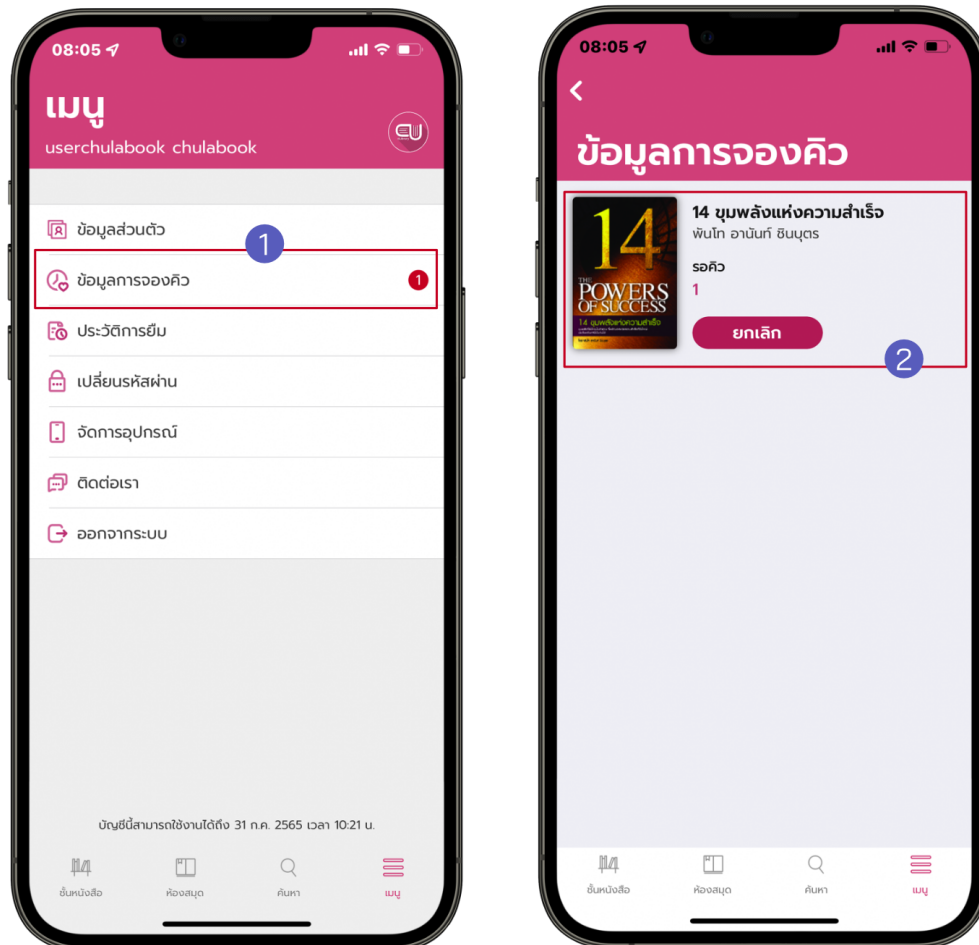 08:05
เมนู
userchulabook chulabook
ข้อมูลส่วนตัว
1
ข้อมูลการจองคิว
1
ประวัติการยืม
เปลี่ยนรหัสผ่าน
จัดการอุปกรณ์
ติดต่อเรา
ออกจากระบบ
บัญชีนี้สามารถใช้งานได้ถึง 31 ก.ค. 2565 เวลา 10:21 น.
ชั้นหนังสือ
ห้องสมุด
ค้นหา
เมนู
08:05
ข้อมูลการจองคิว
14
THE
POWERS
OF SUCCESS
14 ขุมพลังแห่งความสำเร็จ
14 ขุมพลังแห่งความสำเร็จ
พันโท อานันท์ ชินบุตร
รอคิว
1
ยกเลิก
2
ชั้นหนังสือ
ห้องสมุด
ค้นหา
เมนู